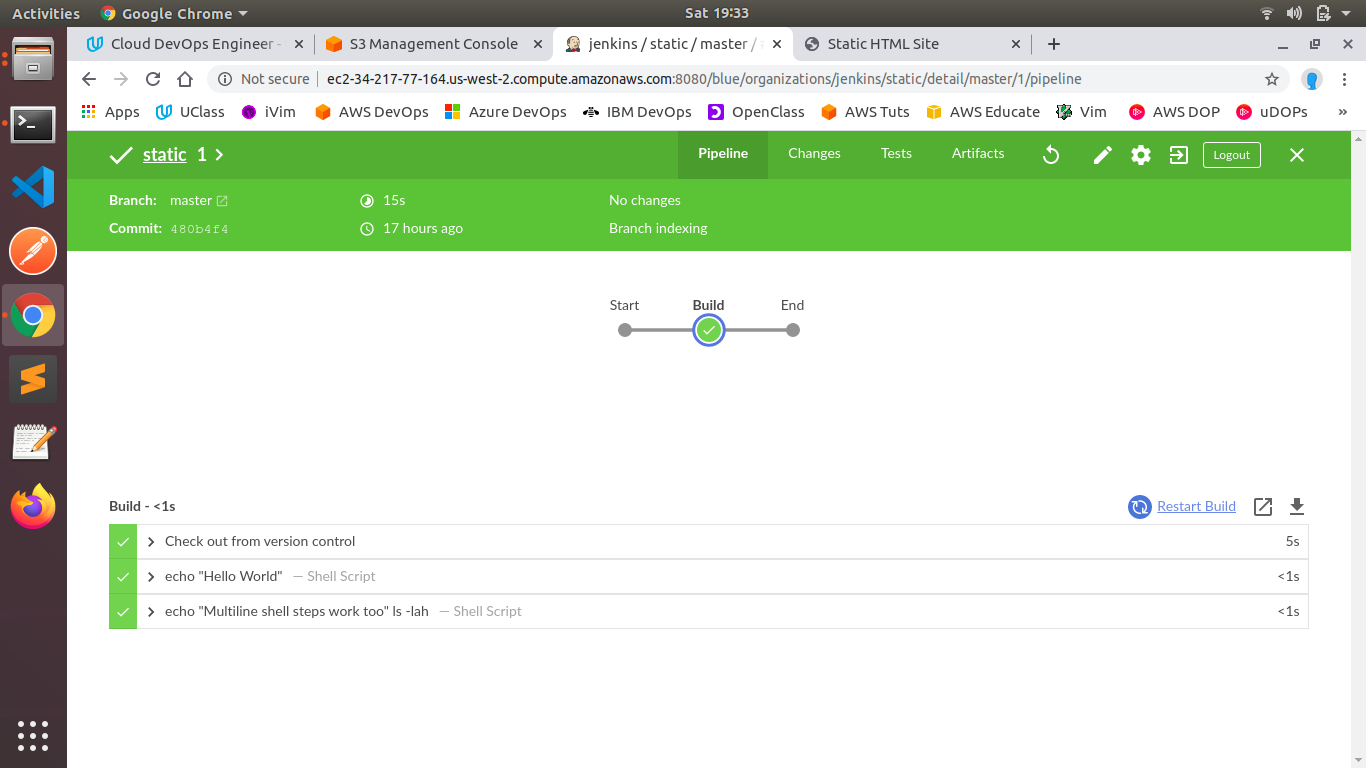 Activities Google Chrome Sat 19:33
Cloud DevOps Engineer - S3 Management Console jenkins / static / master / Static HTML Site
Not secure ec2-34-217-77-164.us-west-2.compute.amazonaws.com:8080/blue/organizations/jenkins/static/detail/master/1/pipeline
Apps UClass iVim AWS DevOps Azure DevOps IBM DevOps OpenClass AWS Tuts AWS Educate Vim AWS DOP uDOPs »
static 1 Pipeline Changes Tests Artifacts Logout
Branch: master 15s No changes
Commit: 480b4f4 17 hours ago Branch indexing
Start Build End
Build - <1s Restart Build
Check out from version control 5s
echo "Hello World" — Shell Script <1s
echo "Multiline shell steps work too" ls -lah — Shell Script <1s